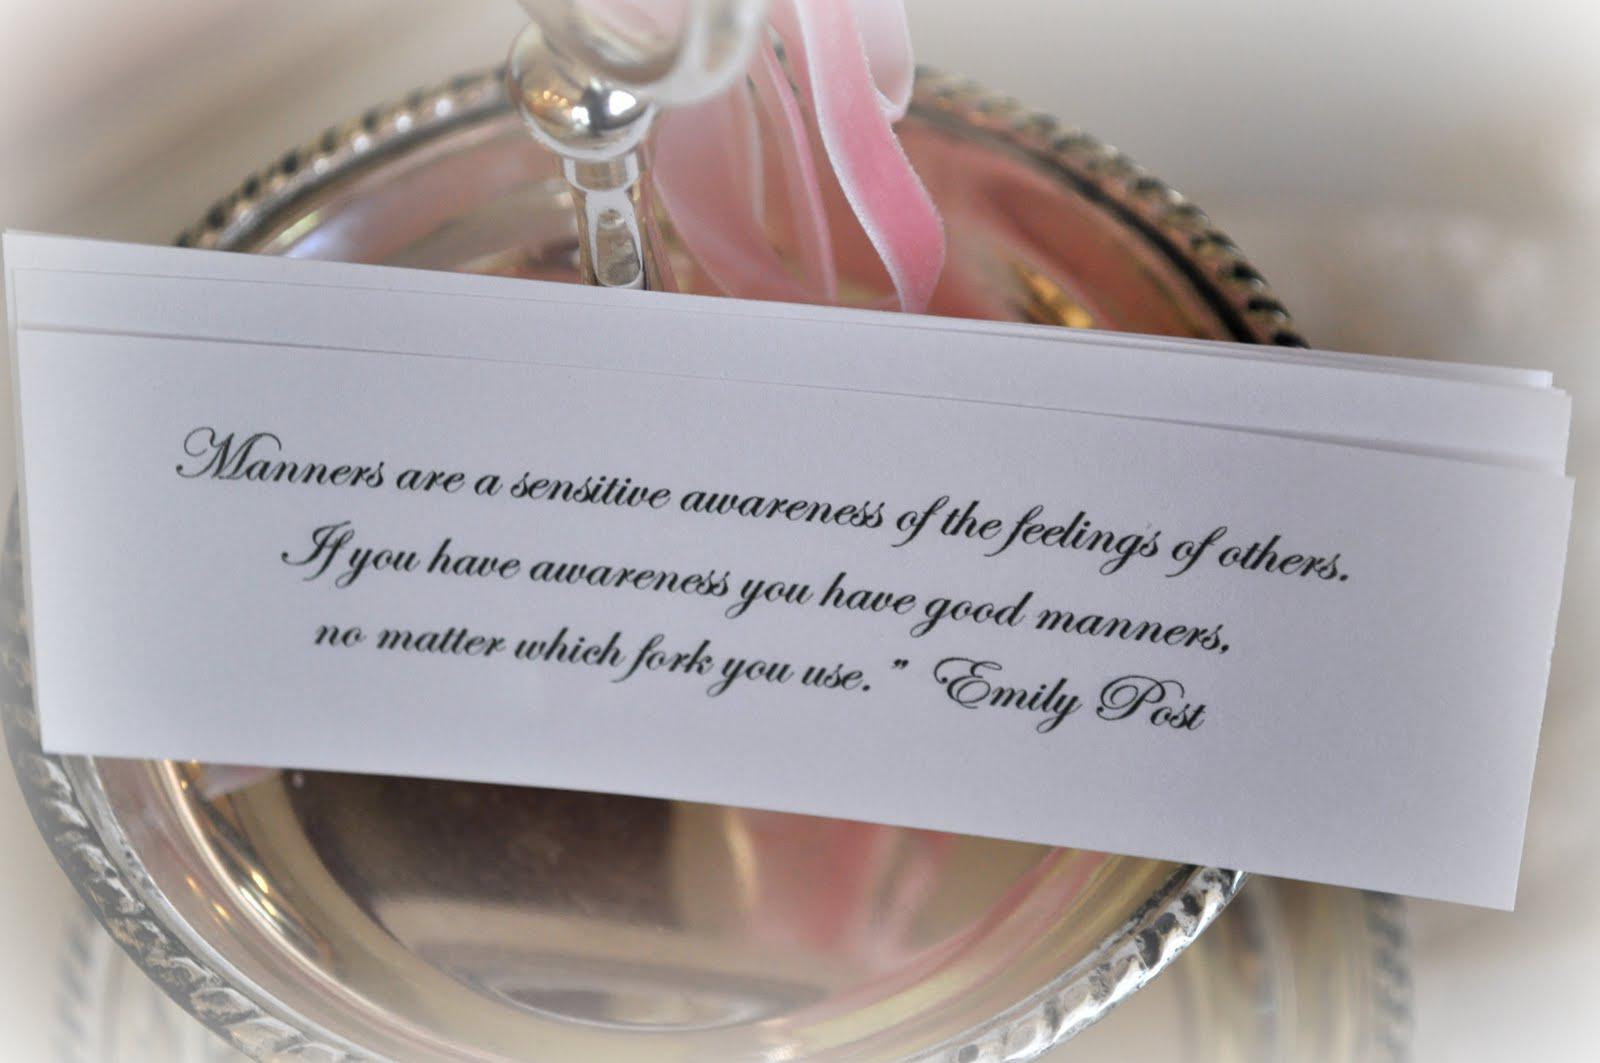 Manners are a sensitive awareness of the feelings of others.
If you have awareness you have good manners,
no matter which fork you use." Emily Post